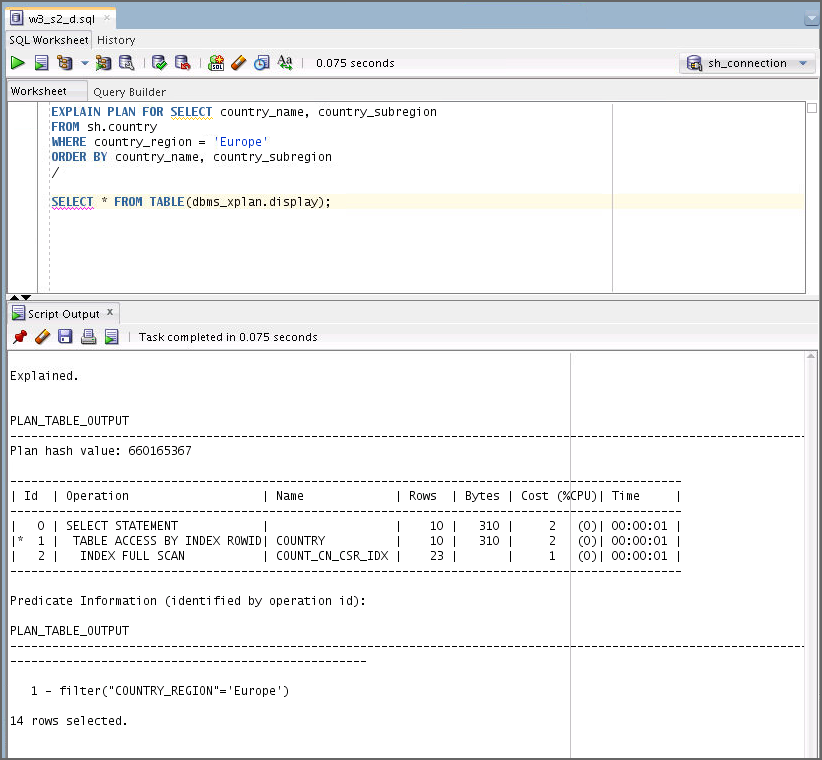 w3_s2_d.sql
SQL Worksheet History
0.075 seconds
sh_connection
Worksheet Query Builder
EXPLAIN PLAN FOR SELECT country_name, country_subregion
FROM sh.country
WHERE country_region = 'Europe'
ORDER BY country_name, country_subregion
/
SELECT * FROM TABLE(dbms_xplan.display);
Script Output
Task completed in 0.075 seconds
Explained.
PLAN_TABLE_OUTPUT
--------------------------------------------------------------------------------------------------------------------
Plan hash value: 660165367
------------------------------------------------------------------------------------------------
| Id  | Operation                   | Name            | Rows  | Bytes | Cost (%CPU)| Time     |
------------------------------------------------------------------------------------------------
|   0 | SELECT STATEMENT            |                 |    10 |   310 |     2   (0)| 00:00:01 |
|*  1 |  TABLE ACCESS BY INDEX ROWID| COUNTRY         |    10 |   310 |     2   (0)| 00:00:01 |
|   2 |   INDEX FULL SCAN           | COUNT_CN_CSR_IDX |    23 |       |     1   (0)| 00:00:01 |
------------------------------------------------------------------------------------------------
Predicate Information (identified by operation id):
PLAN_TABLE_OUTPUT
--------------------------------------------------------------------------------------------------------------------
---------------------------------------------------
1 - filter("COUNTRY_REGION"='Europe')
14 rows selected.